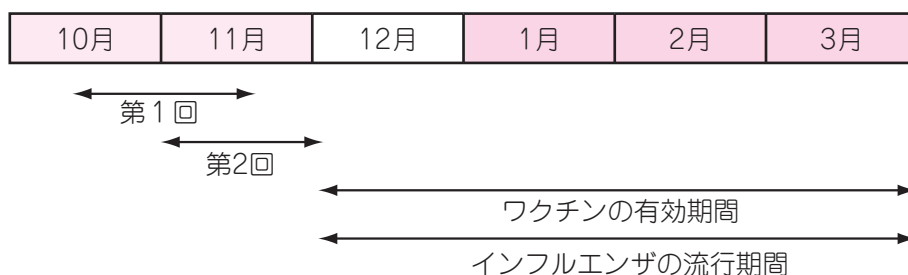 10月 11月 12月 1月 2月 3月
第1回
第2回
ワクチンの有効期間
インフルエンザの流行期間